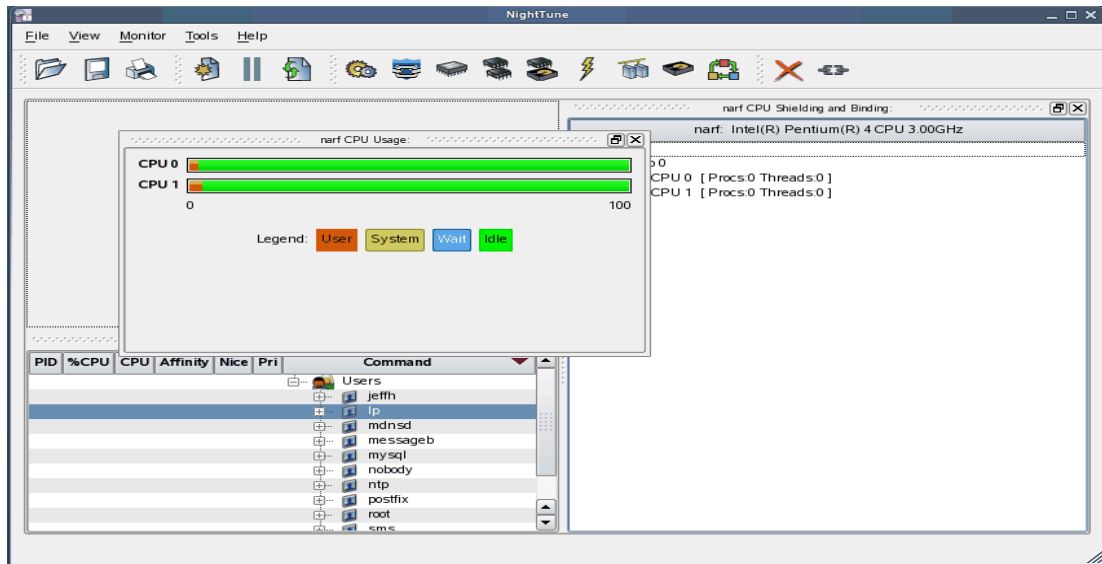 NightTune
File View Monitor Tools Help
narf CPU Shielding and Binding:
narf: Intel(R) Pentium(R) 4 CPU 3.00GHz
narf CPU Usage:
CPU 0
CPU 1
0 100
Legend: User System Wait Idle
0
CPU 0 [ Procs:0 Threads:0 ]
CPU 1 [ Procs:0 Threads:0 ]
PID %CPU CPU Affinity Nice Pri Command
Users
jeffh
lp
mdnsd
messageb
mysql
nobody
ntp
postfix
root
sms